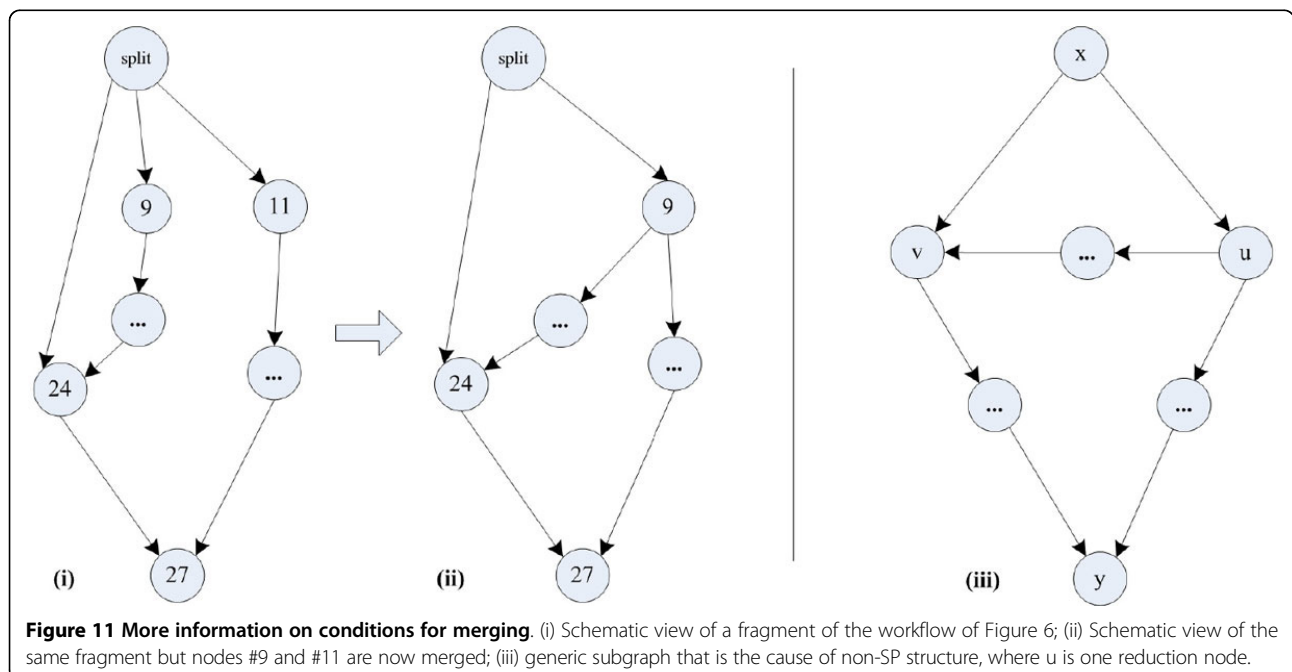 split
9
11
...
24
...
27
(i)
split
9
...
...
24
27
(ii)
x
v
...
u
...
...
y
(iii)
Figure 11 More information on conditions for merging. (i) Schematic view of a fragment of the workflow of Figure 6; (ii) Schematic view of the
same fragment but nodes #9 and #11 are now merged; (iii) generic subgraph that is the cause of non-SP structure, where u is one reduction node.